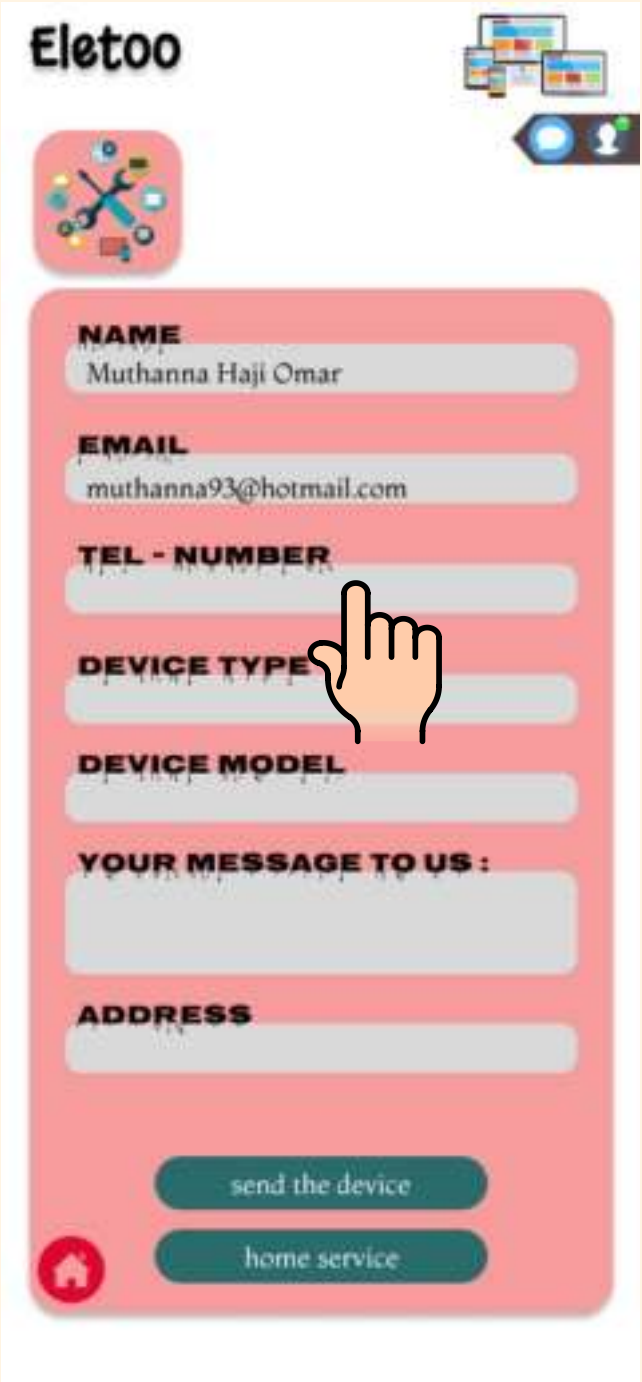 Eletoo
NAME
Muthanna Haji Omar
EMAIL
muthanna93@hotmail.com
TEL - NUMBER
DEVICE TYPE
DEVICE MODEL
YOUR MESSAGE TO US :
ADDRESS
send the device
home service